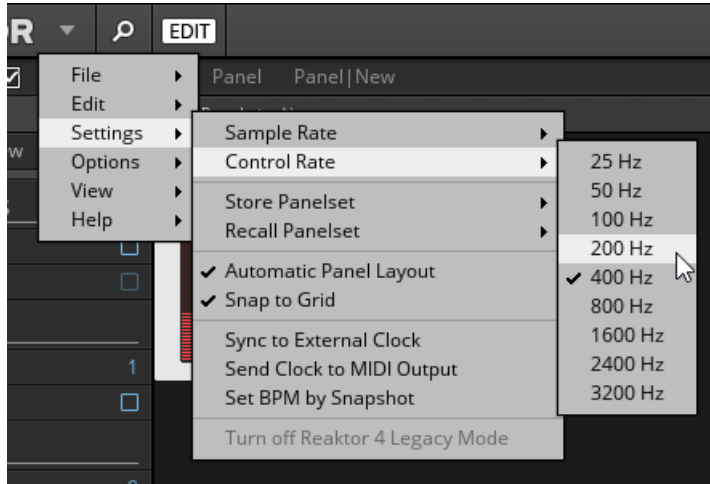 R
EDIT
File
Edit
Settings
Options
View
Help
Panel
Panel|New
w
Sample Rate
Control Rate
Store Panelset
Recall Panelset
Automatic Panel Layout
Snap to Grid
Sync to External Clock
Send Clock to MIDI Output
Set BPM by Snapshot
Turn off Reaktor 4 Legacy Mode
25 Hz
50 Hz
100 Hz
200 Hz
400 Hz
800 Hz
1600 Hz
2400 Hz
3200 Hz
1